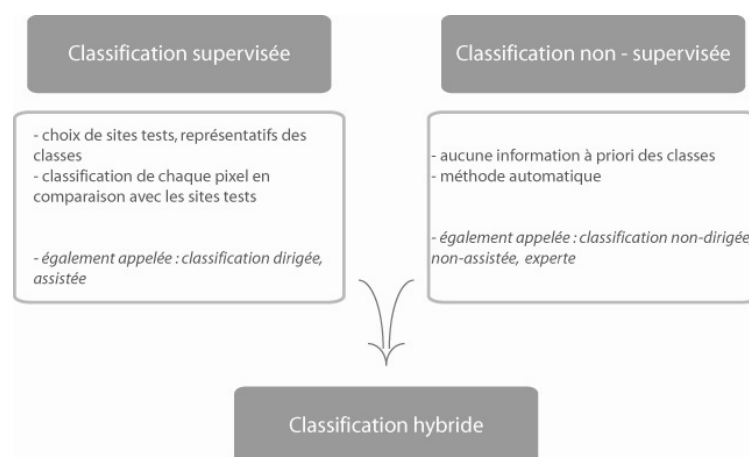 Classification supervisée
- choix de sites tests, représentatifs des
classes
- classification de chaque pixel en
comparaison avec les sites tests
- également appelée : classification dirigée,
assistée
Classification non - supervisée
- aucune information à priori des classes
- méthode automatique
- également appelée : classification non-dirigée,
non-assistée, experte
Classification hybride